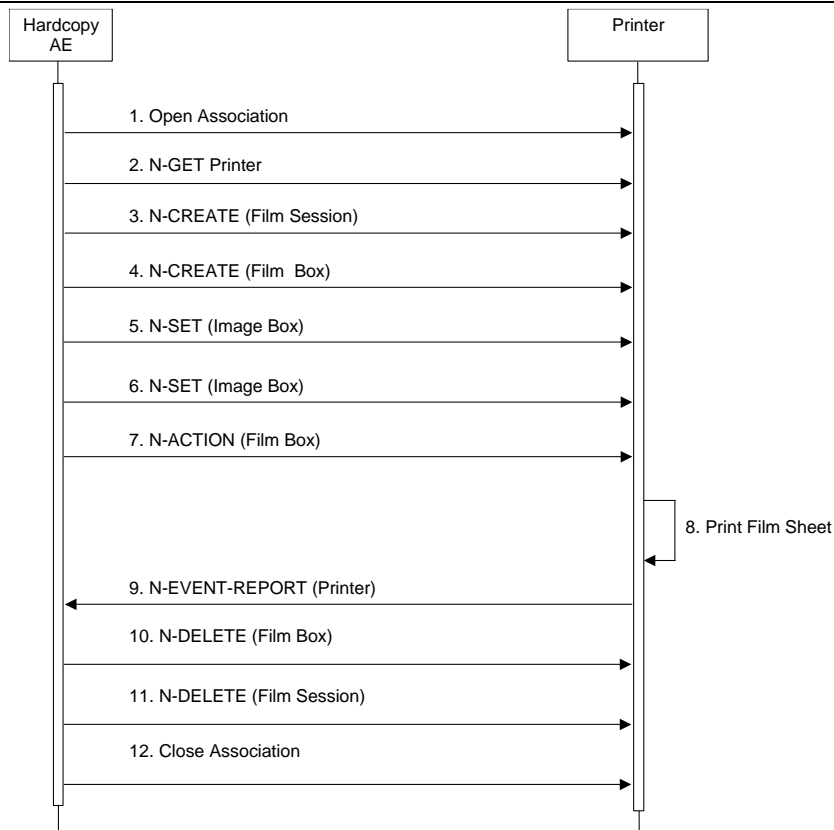 Hardcopy
AE
Printer
1. Open Association
2. N-GET Printer
3. N-CREATE (Film Session)
4. N-CREATE (Film  Box)
5. N-SET (Image Box)
6. N-SET (Image Box)
7. N-ACTION (Film Box)
8. Print Film Sheet
9. N-EVENT-REPORT (Printer)
10. N-DELETE (Film Box)
11. N-DELETE (Film Session)
12. Close Association